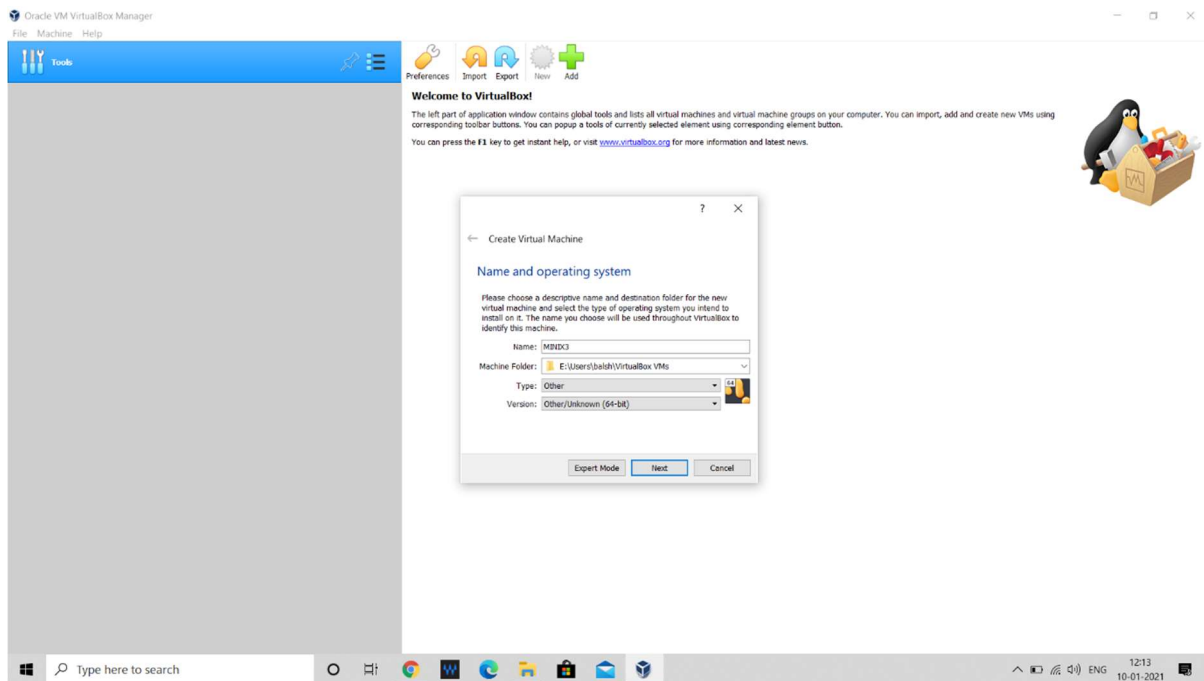 Oracle VM VirtualBox Manager
File Machine Help
Tools
Preferences Import Export New Add
Welcome to VirtualBox!
The left part of application window contains global tools and lists all virtual machines and virtual machine groups on your computer. You can import, add and create new VMs using
corresponding toolbar buttons. You can popup a tools of currently selected element using corresponding element button.
You can press the F1 key to get instant help, or visit www.virtualbox.org for more information and latest news.
?
Create Virtual Machine
Name and operating system
Please choose a descriptive name and destination folder for the new
virtual machine and select the type of operating system you intend to
install on it. The name you choose will be used throughout VirtualBox to
identify this machine.
Name: MINIX3
Machine Folder: E:\Users\balsh\VirtualBox VMs
Type: Other
64
Version: Other/Unknown (64-bit)
Expert Mode Next Cancel
Type here to search
ENG
12:13
10-01-2021